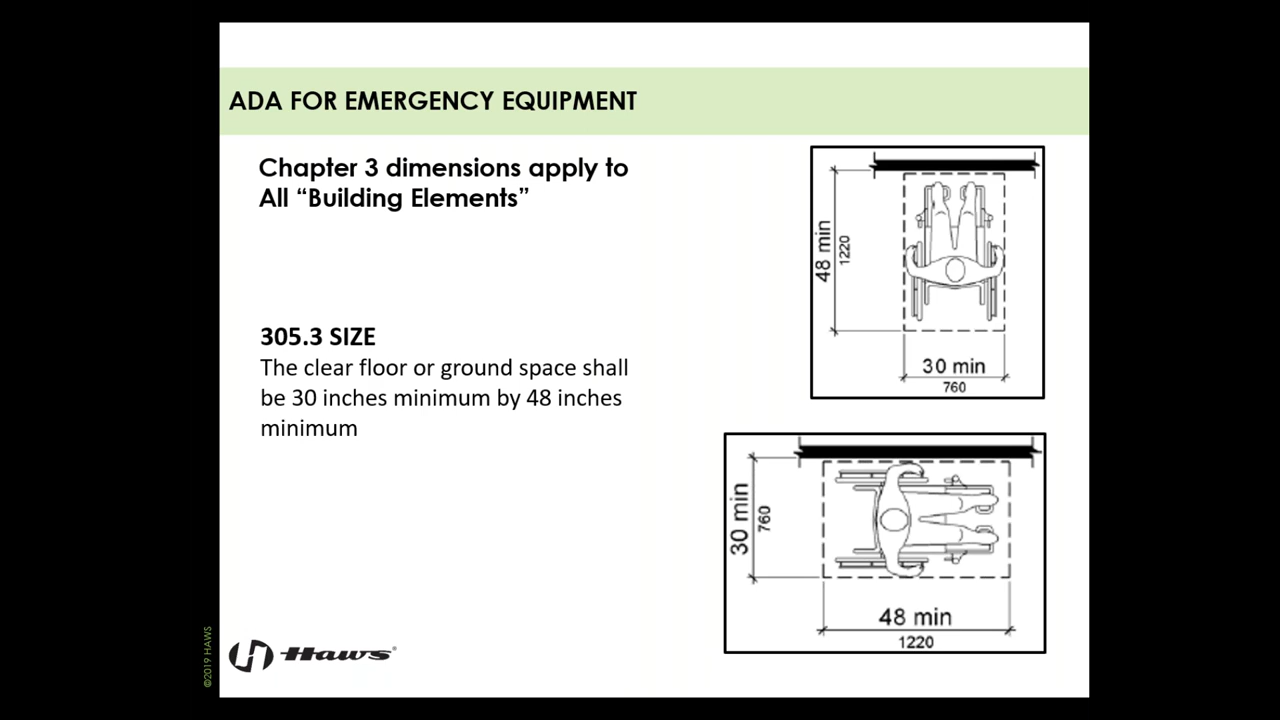 ADA FOR EMERGENCY EQUIPMENT
Chapter 3 dimensions apply to
All “Building Elements”
305.3 SIZE
The clear floor or ground space shall
be 30 inches minimum by 48 inches
minimum
48 min
1220
30 min
760
30 min
760
48 min
1220
©2019 HAWS
Haws®